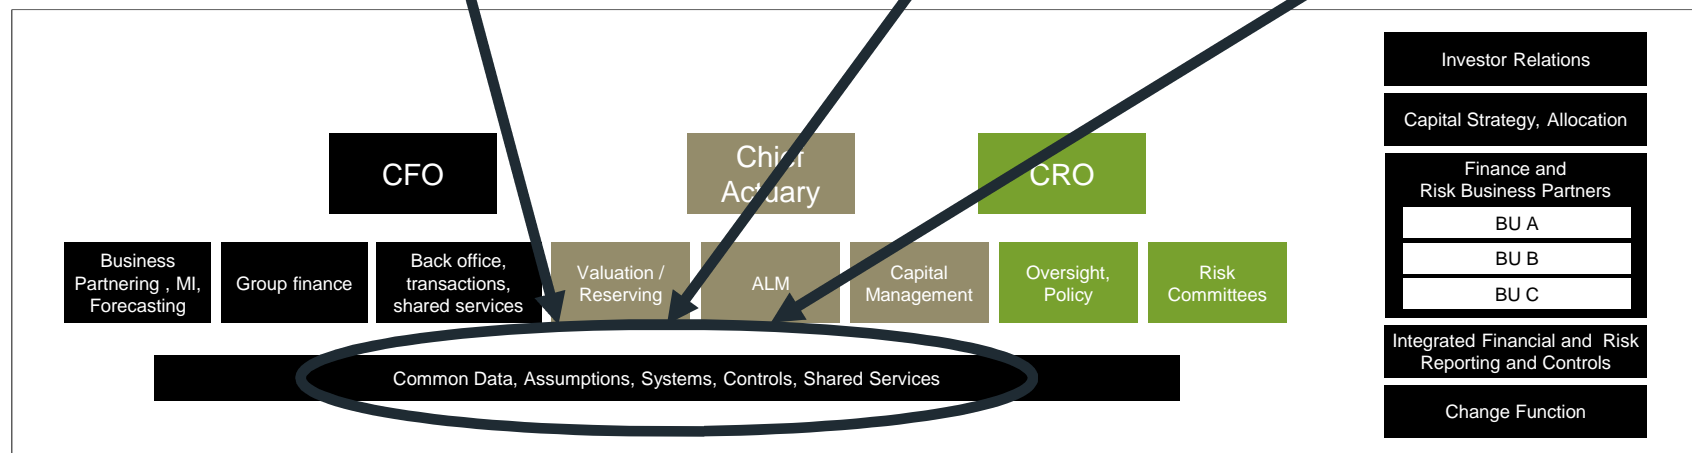 CFO
Chief
Actuary
CRO
Business
Partnering , MI,
Forecasting
Group finance
Back office,
transactions,
shared services
Valuation /
Reserving
ALM
Capital
Management
Oversight,
Policy
Risk
Committees
Common Data, Assumptions, Systems, Controls, Shared Services
Investor Relations
Capital Strategy, Allocation
Finance and
Risk Business Partners
BU A
BU B
BU C
Integrated Financial and Risk
Reporting and Controls
Change Function